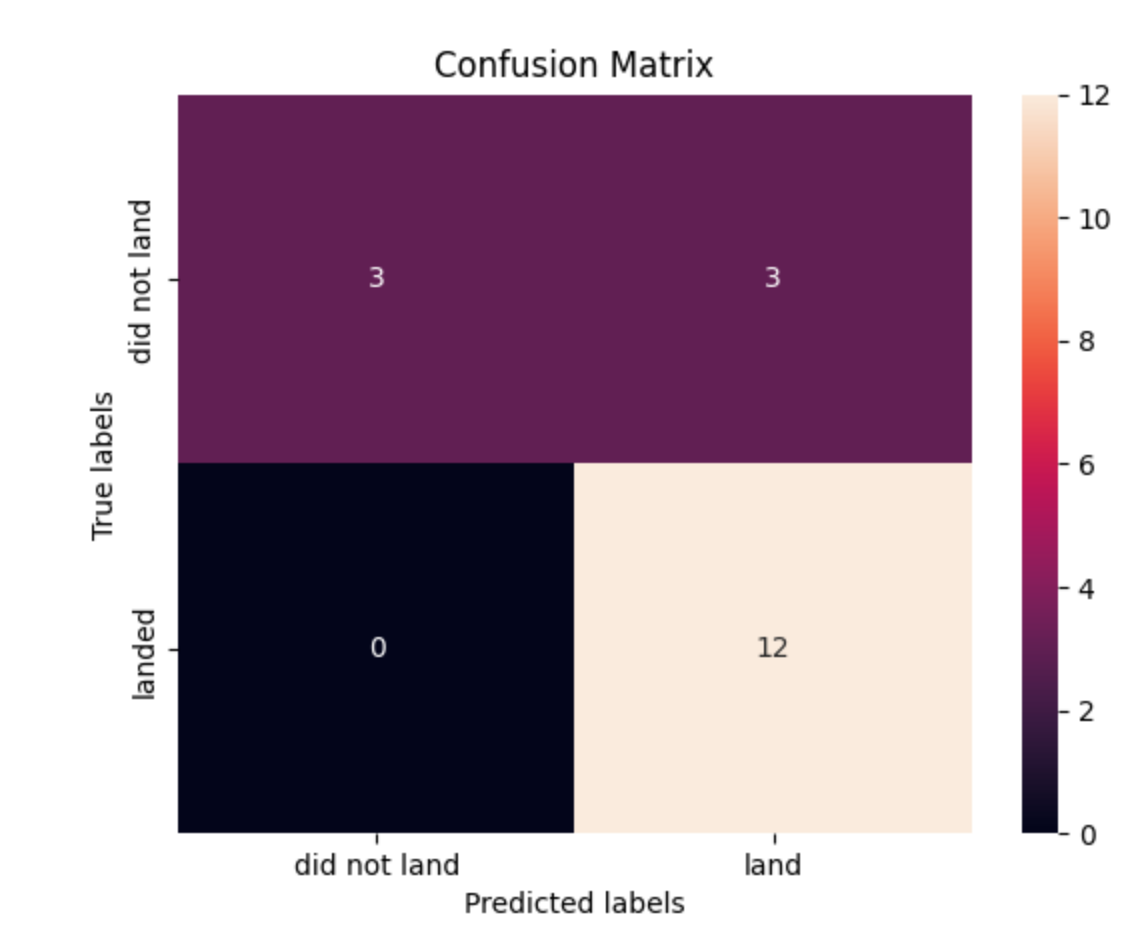 Confusion Matrix
did not land
landed
True labels
3
3
0
12
did not land
land
Predicted labels
12
10
8
6
4
2
0